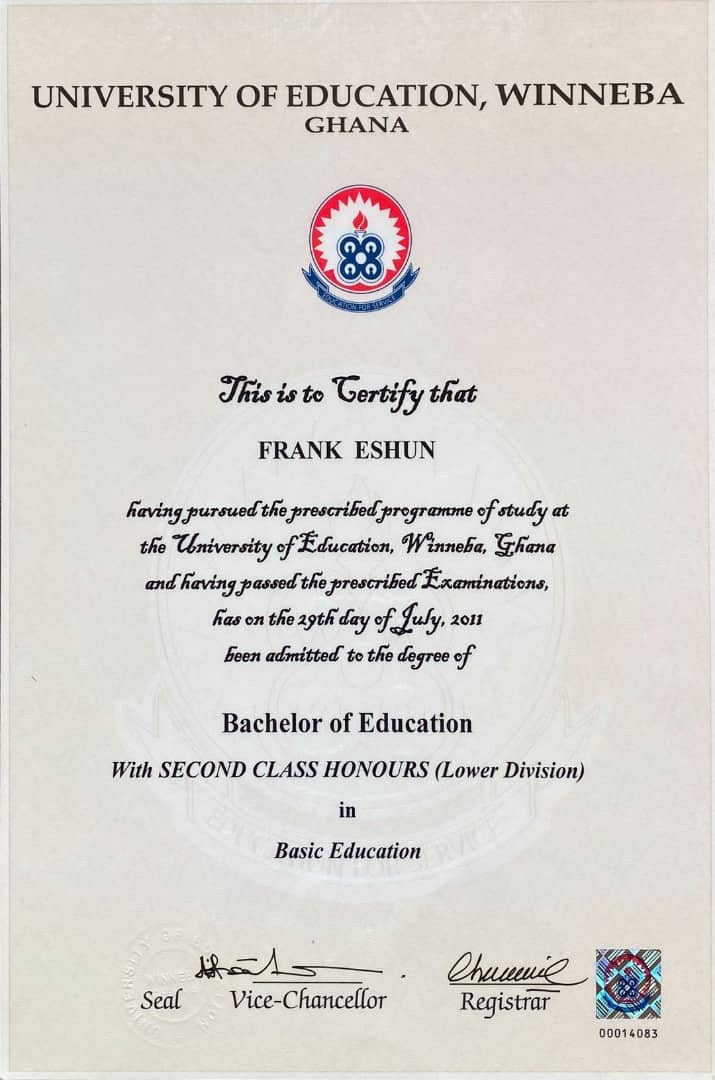 UNIVERSITY OF EDUCATION, WINNEBA
GHANA
EDUCATION FOR SERVICE
This is to Certify that
FRANK ESHUN
having pursued the prescribed programme of study at
the University of Education, Winneba, Ghana
and having passed the prescribed Examinations,
has on the 29th day of July, 2011
been admitted to the degree of
Bachelor of Education
With SECOND CLASS HONOURS (Lower Division)
in
Basic Education
EDUCATION FOR SERVICE
Seal Vice-Chancellor Registrar
00014083